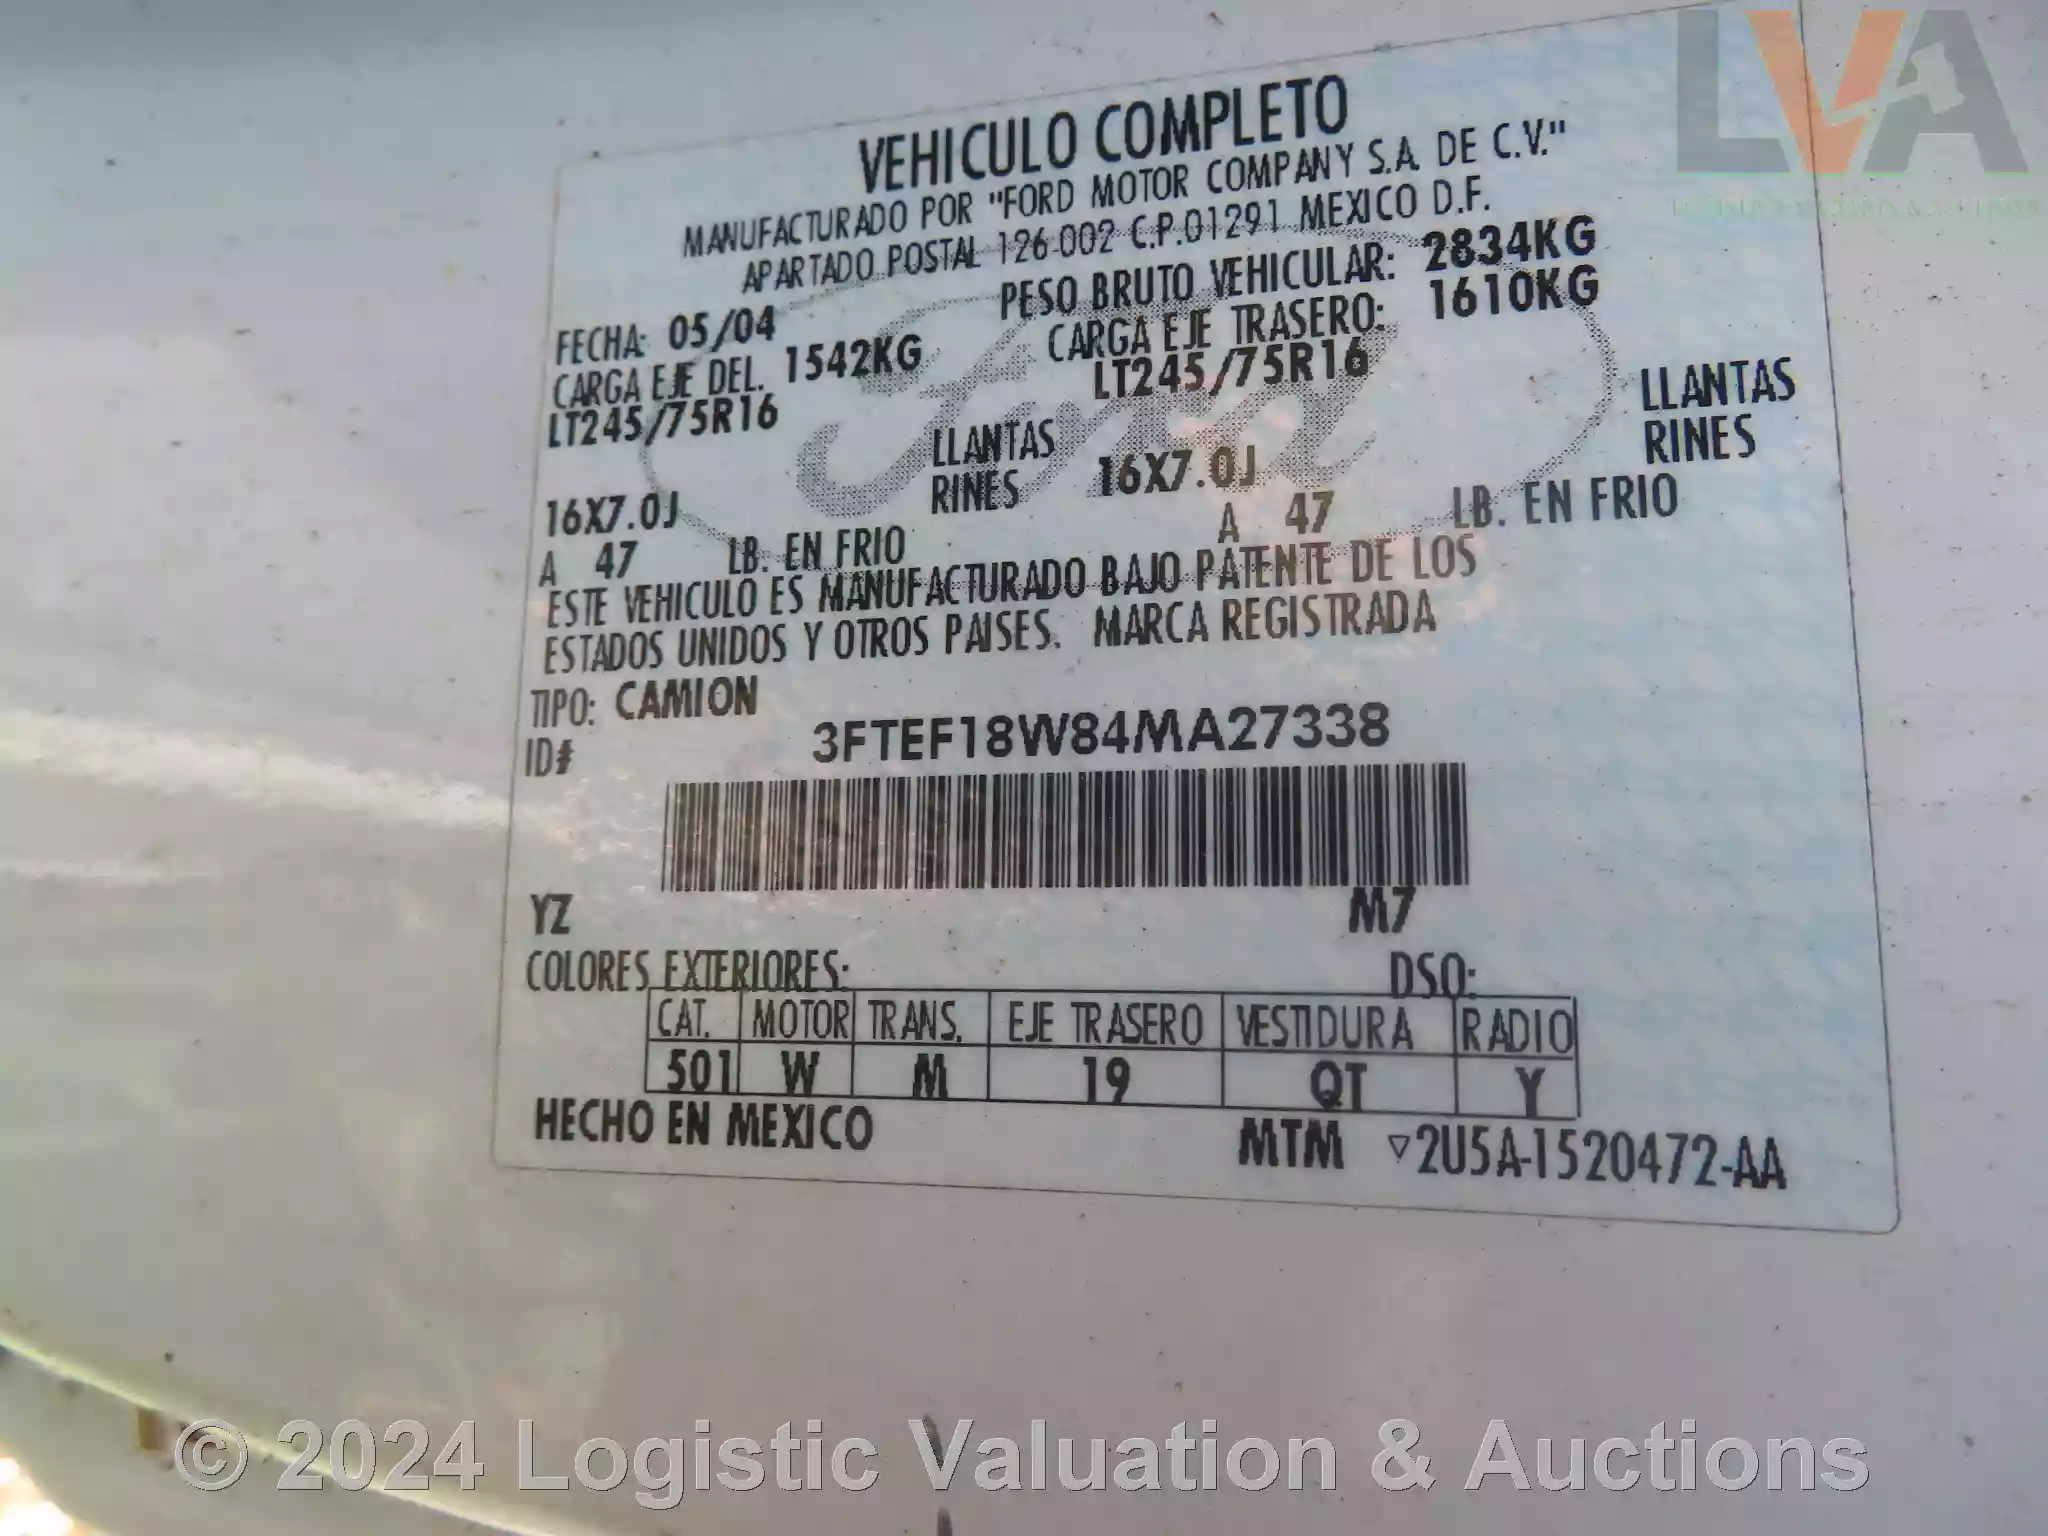 LVA
VEHICULO COMPLETO
MANUFACTURADO POR "FORD MOTOR COMPANY S.A. DE C.V."
APARTADO POSTAL 126-002 C.P.01291 MEXICO D.F.
FECHA: 05/04 PESO BRUTO VEHICULAR: 2834KG
CARGA EJE DEL. 1542KG CARGA EJE TRASERO: 1610KG
LT245/75R16 LLANTAS LT245/75R16 LLANTAS
16X7.0J RINES 16X7.0J RINES
A 47 LB. EN FRIO A 47 LB. EN FRIO
ESTE VEHICULO ES MANUFACTURADO BAJO PATENTE DE LOS
ESTADOS UNIDOS Y OTROS PAISES. MARCA REGISTRADA
TIPO: CAMION
ID# 3FTEF18W84MA27338
YZ M7
COLORES EXTERIORES: DSO:
CAT. MOTOR TRANS. EJE TRASERO VESTIDURA RADIO
501 W M 19 QT Y
HECHO EN MEXICO MTM ▽2U5A-1520472-AA
Ford
© 2024 Logistic Valuation & Auctions